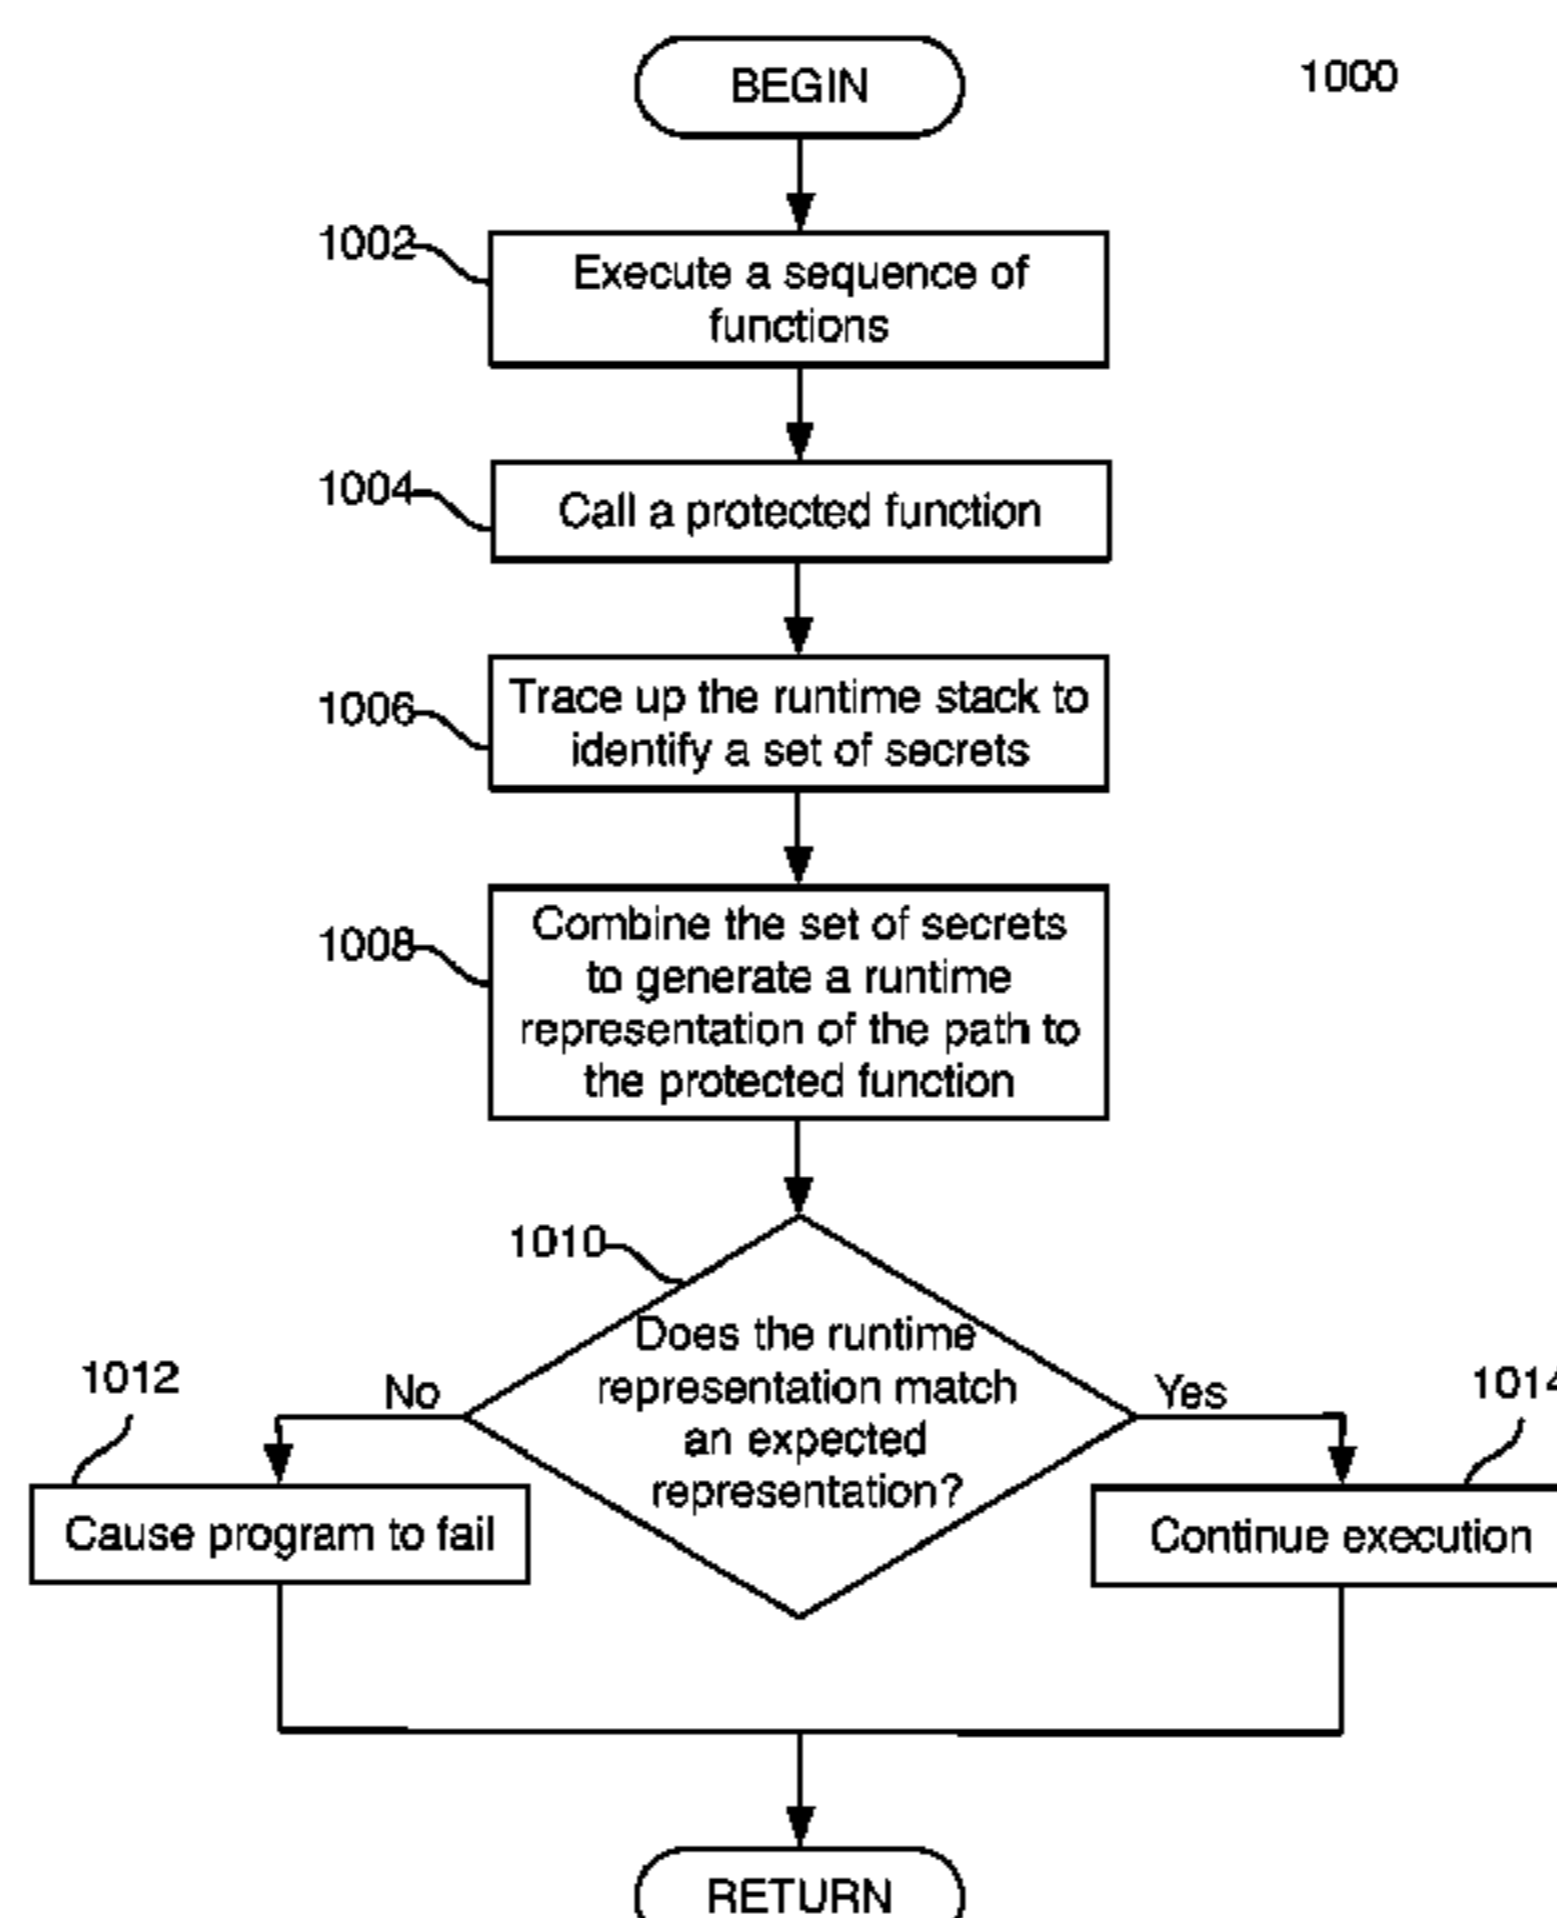 BEGIN
1000
1002
Execute a sequence of
functions
1004
Call a protected function
1006
Trace up the runtime stack to
identify a set of secrets
1008
Combine the set of secrets
to generate a runtime
representation of the path to
the protected function
1010
Does the runtime
representation match
an expected
representation?
No
Yes
1012
Cause program to fail
1014
Continue execution
RETURN